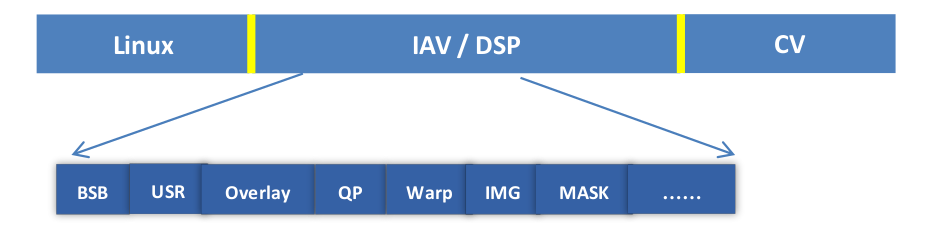 Linux IAV / DSP CV
BSB USR Overlay QP Warp IMG MASK ......